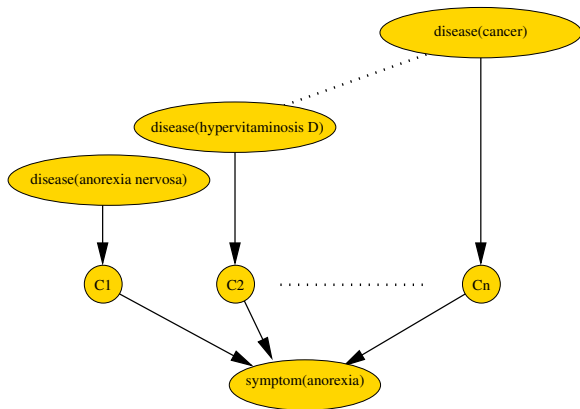 disease(cancer)
disease(hypervitaminosis D)
disease(anorexia nervosa)
C1
C2
Cn
symptom(anorexia)